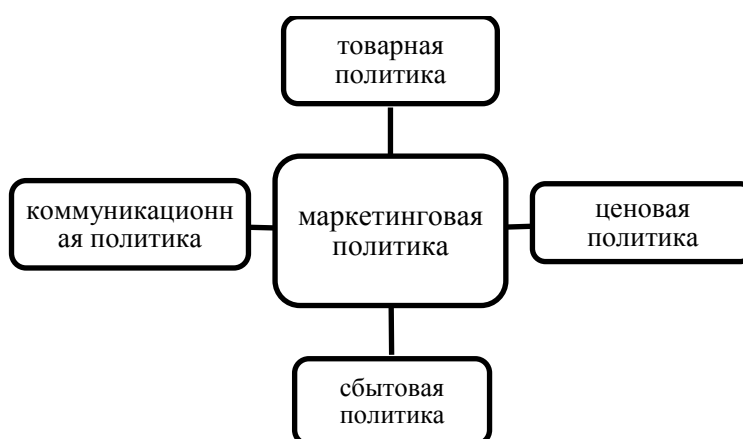 товарная
политика
коммуникационн
ая политика
маркетинговая
политика
ценовая
политика
сбытовая
политика